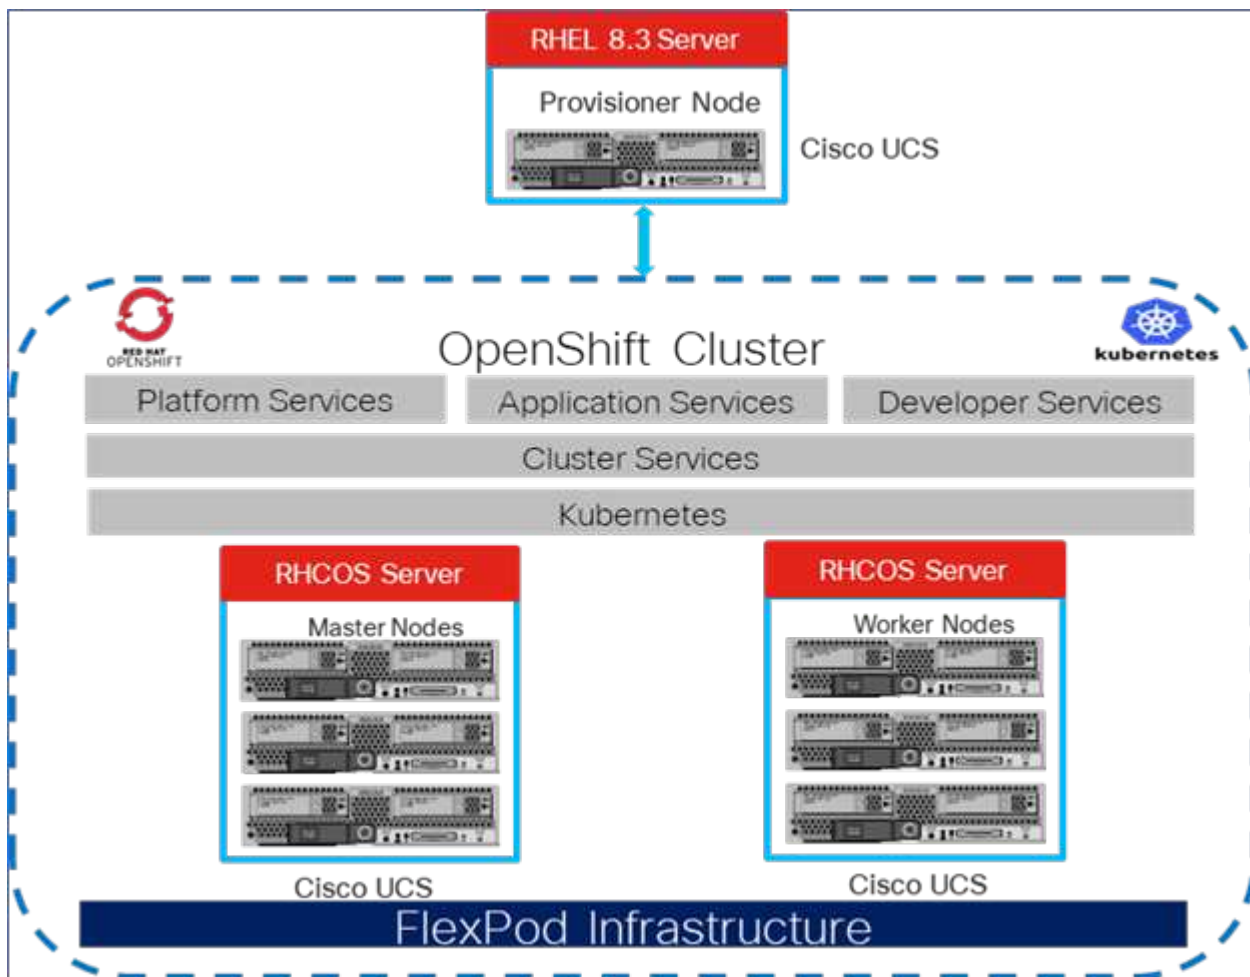 RHEL 8.3 Server
Provisioner Node
Cisco UCS
RED HAT
OPENSHIFT
OpenShift Cluster
kubernetes
Platform Services
Application Services
Developer Services
Cluster Services
Kubernetes
RHCOS Server
Master Nodes
Cisco UCS
RHCOS Server
Worker Nodes
Cisco UCS
FlexPod Infrastructure